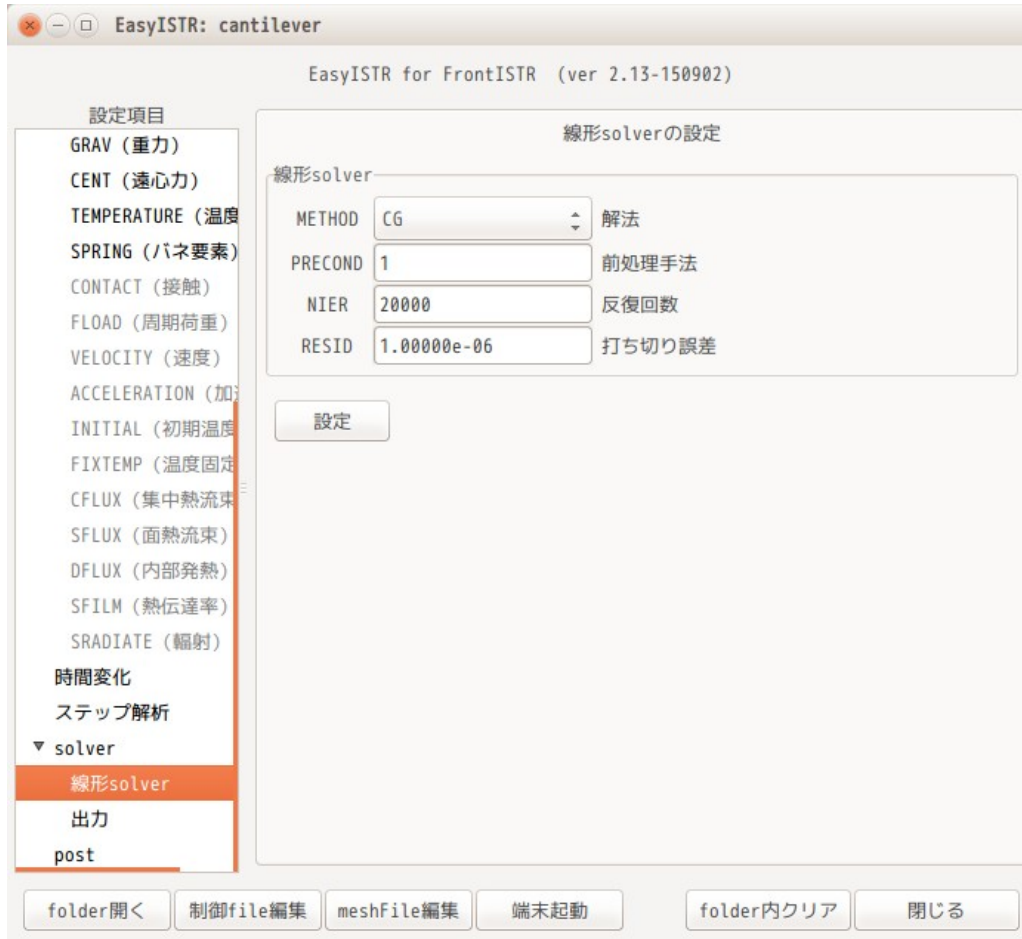 EasyISTR: cantilever
EasyISTR for FrontISTR (ver 2.13-150902)
設定項目
GRAV (重力)
CENT (遠心力)
TEMPERATURE (温度
SPRING (バネ要素)
CONTACT (接触)
FLOAD (周期荷重)
VELOCITY (速度)
ACCELERATION (加
INITIAL (初期温度
FIXTEMP (温度固定
CFLUX (集中熱流束
SFLUX (面熱流束)
DFLUX (内部発熱)
SFILM (熱伝達率)
SRADIATE (輻射)
時間変化
ステップ解析
solver
線形solver
出力
post
線形solverの設定
線形solver
METHOD CG 解法
PRECOND 1 前処理手法
NIER 20000 反復回数
RESID 1.00000e-06 打ち切り誤差
設定
folder開く 制御file編集 meshFile編集 端末起動 folder内クリア 閉じる